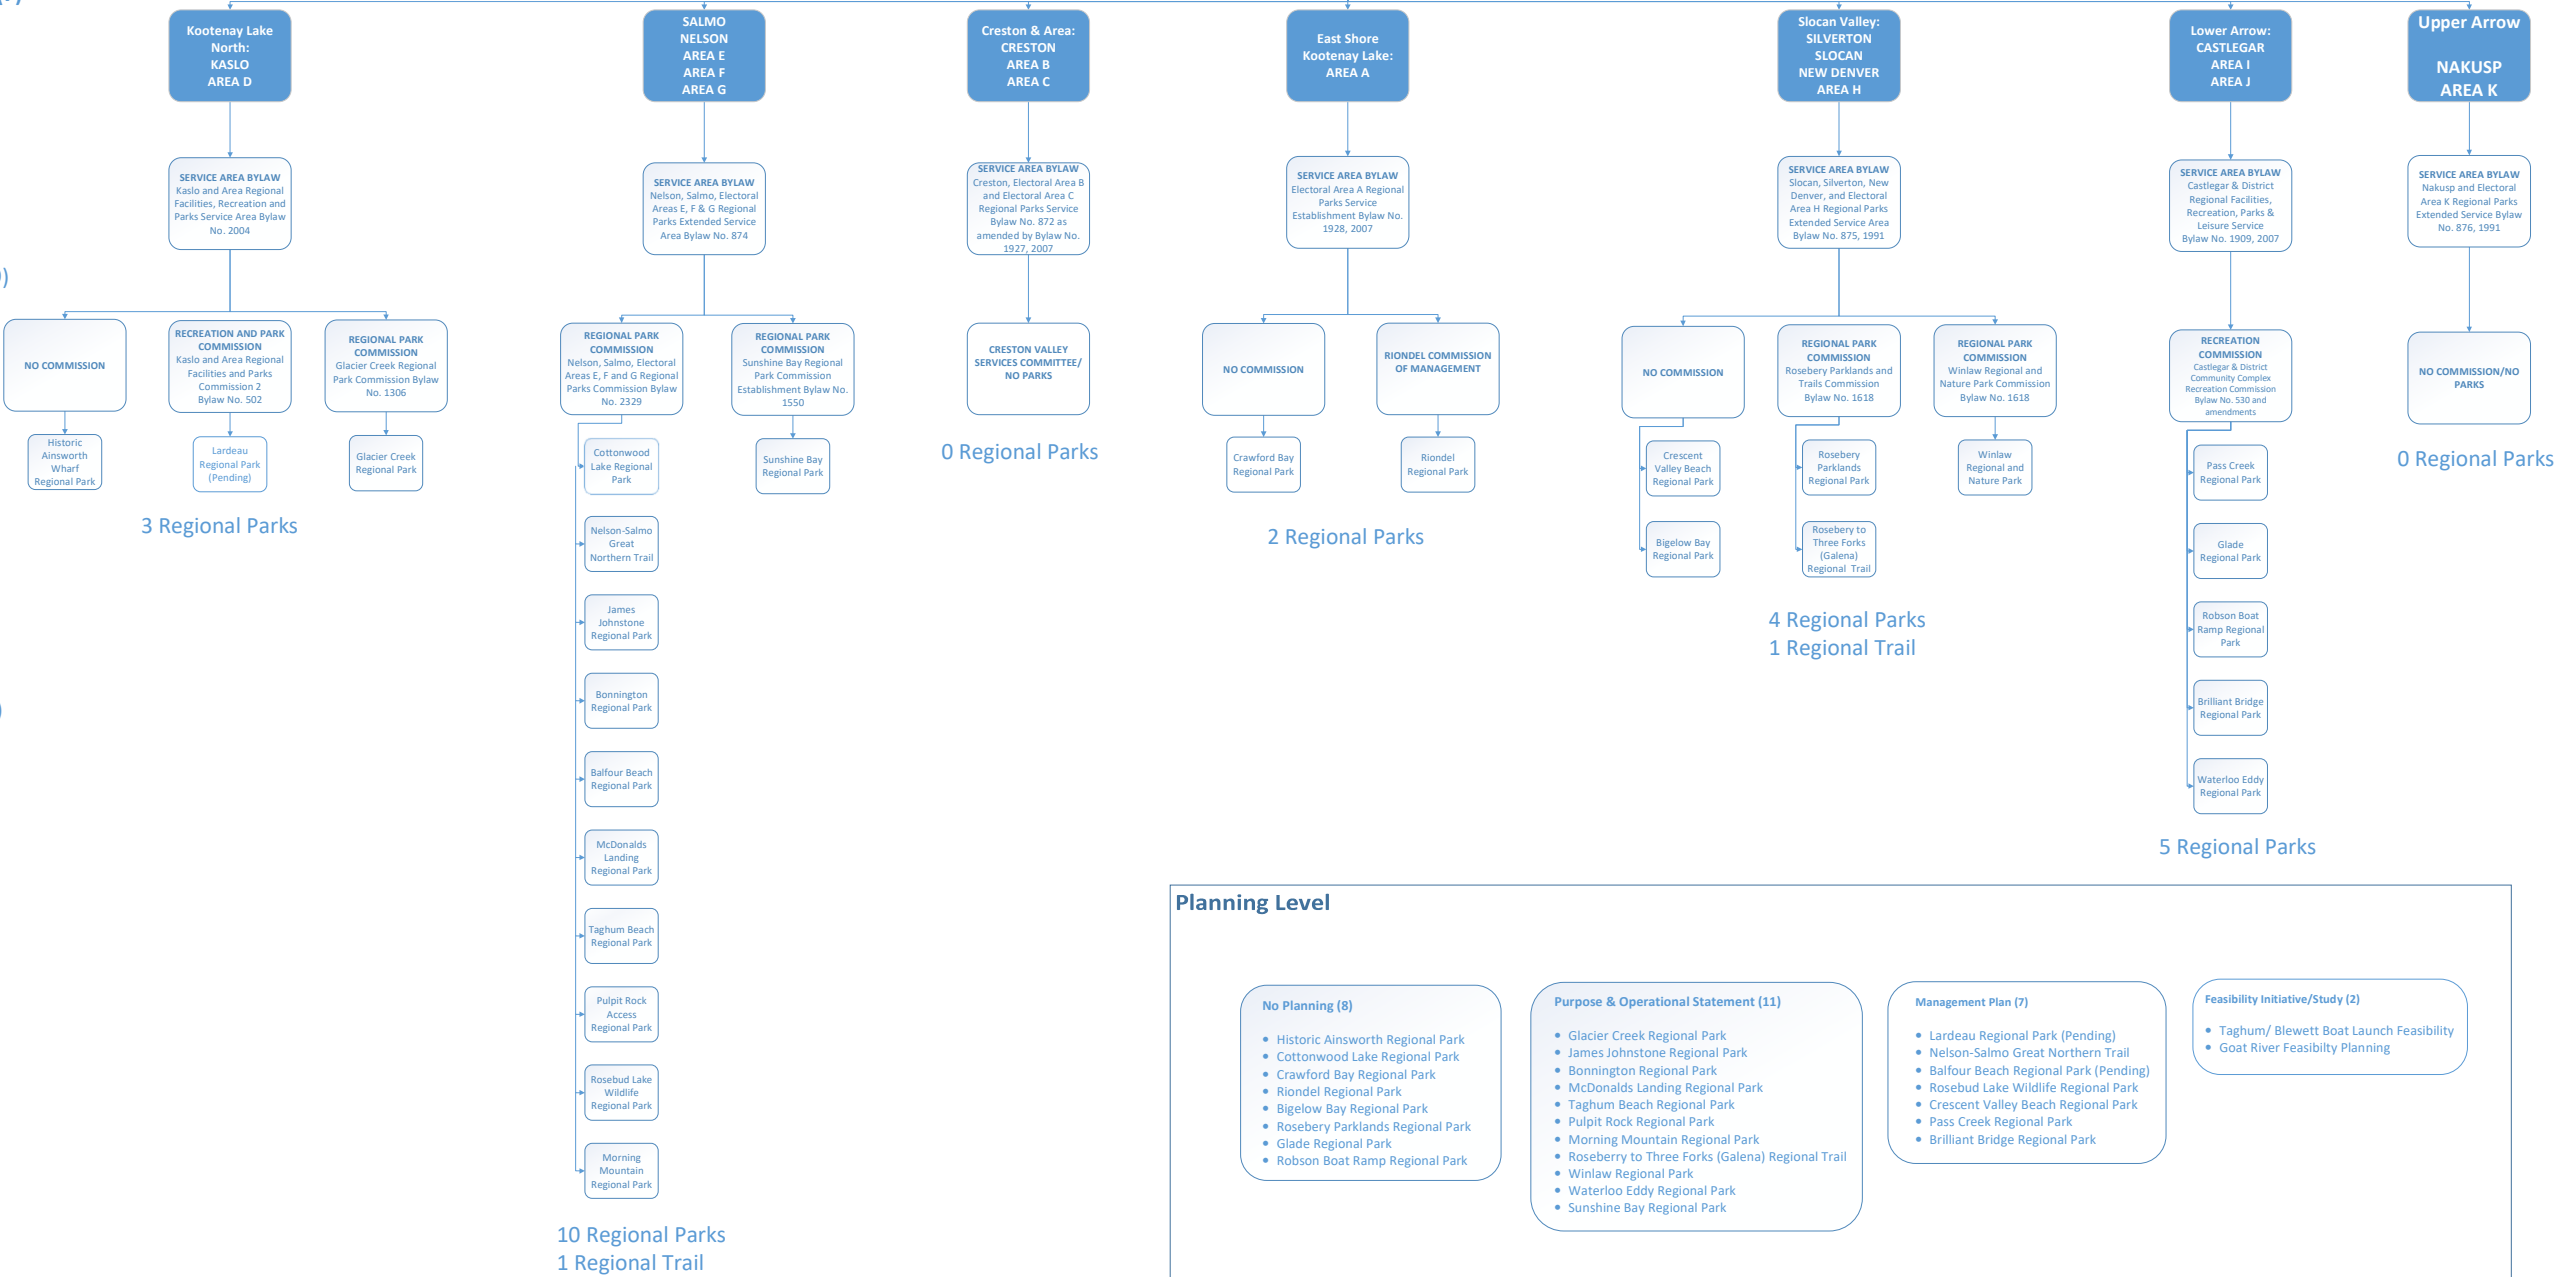 Kootenay Lake
North:
KASLO
AREA D
SALMO
NELSON
AREA E
AREA F
AREA G
Creston & Area:
CRESTON
AREA B
AREA C
East Shore
Kootenay Lake:
AREA A
Slocan Valley:
SILVERTON
SLOCAN
NEW DENVER
AREA H
Lower Arrow:
CASTLEGAR
AREA I
AREA J
Upper Arrow
NAKUSP
AREA K
SERVICE AREA BYLAW
Kaslo and Area Regional
Facilities, Recreation and
Parks Service Area Bylaw
No. 2004
SERVICE AREA BYLAW
Nelson, Salmo, Electoral
Areas E, F & G Regional
Parks Extended Service
Area Bylaw No. 874
SERVICE AREA BYLAW
Creston, Electoral Area B
and Electoral Area C
Regional Parks Service
Bylaw No. 872 as
amended by Bylaw No.
1927, 2007
SERVICE AREA BYLAW
Electoral Area A Regional
Parks Service
Establishment Bylaw No.
1928, 2007
SERVICE AREA BYLAW
Slocan, Silverton, New
Denver, and Electoral
Area H Regional Parks
Extended Service Area
Bylaw No. 875, 1991
SERVICE AREA BYLAW
Castlegar & District
Regional Facilities,
Recreation, Parks &
Leisure Service
Bylaw No. 1909, 2007
SERVICE AREA BYLAW
Nakusp and Electoral
Area K Regional Parks
Extended Service Bylaw
No. 876, 1991
NO COMMISSION
RECREATION AND PARK
COMMISSION
Kaslo and Area Regional
Facilities and Parks
Commission 2
Bylaw No. 502
REGIONAL PARK
COMMISSION
Glacier Creek Regional
Park Commission Bylaw
No. 1306
REGIONAL PARK
COMMISSION
Nelson, Salmo, Electoral
Areas E, F and G Regional
Parks Commission Bylaw
No. 2329
REGIONAL PARK
COMMISSION
Sunshine Bay Regional
Park Commission
Establishment Bylaw No.
1550
CRESTON VALLEY
SERVICES COMMITTEE/
NO PARKS
NO COMMISSION
RIONDEL COMMISSION
OF MANAGEMENT
NO COMMISSION
REGIONAL PARK
COMMISSION
Rosebery Parklands and
Trails Commission
Bylaw No. 1618
REGIONAL PARK
COMMISSION
Winlaw Regional and
Nature Park Commission
Bylaw No. 1618
RECREATION
COMMISSION
Castlegar & District
Community Complex
Recreation Commission
Bylaw No. 530 and
amendments
NO COMMISSION/NO
PARKS
Historic
Ainsworth
Wharf
Regional Park
Lardeau
Regional Park
(Pending)
Glacier Creek
Regional Park
3 Regional Parks
Cottonwood
Lake Regional
Park
Nelson-Salmo
Great
Northern Trail
James
Johnstone
Regional Park
Bonnington
Regional Park
Balfour Beach
Regional Park
McDonalds
Landing
Regional Park
Taghum Beach
Regional Park
Pulpit Rock
Access
Regional Park
Rosebud Lake
Wildlife
Regional Park
Morning
Mountain
Regional Park
Sunshine Bay
Regional Park
10 Regional Parks
1 Regional Trail
0 Regional Parks
Crawford Bay
Regional Park
Riondel
Regional Park
2 Regional Parks
Crescent
Valley Beach
Regional Park
Bigelow Bay
Regional Park
Rosebery
Parklands
Regional Park
Rosebery to
Three Forks
(Galena)
Regional Trail
Winlaw
Regional and
Nature Park
4 Regional Parks
1 Regional Trail
Pass Creek
Regional Park
Glade
Regional Park
Robson Boat
Ramp Regional
Park
Brilliant Bridge
Regional Park
Waterloo Eddy
Regional Park
5 Regional Parks
0 Regional Parks
Planning Level
No Planning (8)
• Historic Ainsworth Regional Park
• Cottonwood Lake Regional Park
• Crawford Bay Regional Park
• Riondel Regional Park
• Bigelow Bay Regional Park
• Rosebery Parklands Regional Park
• Glade Regional Park
• Robson Boat Ramp Regional Park
Purpose & Operational Statement (11)
• Glacier Creek Regional Park
• James Johnstone Regional Park
• Bonnington Regional Park
• McDonalds Landing Regional Park
• Taghum Beach Regional Park
• Pulpit Rock Regional Park
• Morning Mountain Regional Park
• Roseberry to Three Forks (Galena) Regional Trail
• Winlaw Regional Park
• Waterloo Eddy Regional Park
• Sunshine Bay Regional Park
Management Plan (7)
• Lardeau Regional Park (Pending)
• Nelson-Salmo Great Northern Trail
• Balfour Beach Regional Park (Pending)
• Rosebud Lake Wildlife Regional Park
• Crescent Valley Beach Regional Park
• Pass Creek Regional Park
• Brilliant Bridge Regional Park
Feasibility Initiative/Study (2)
• Taghum/ Blewett Boat Launch Feasibility
• Goat River Feasibilty Planning